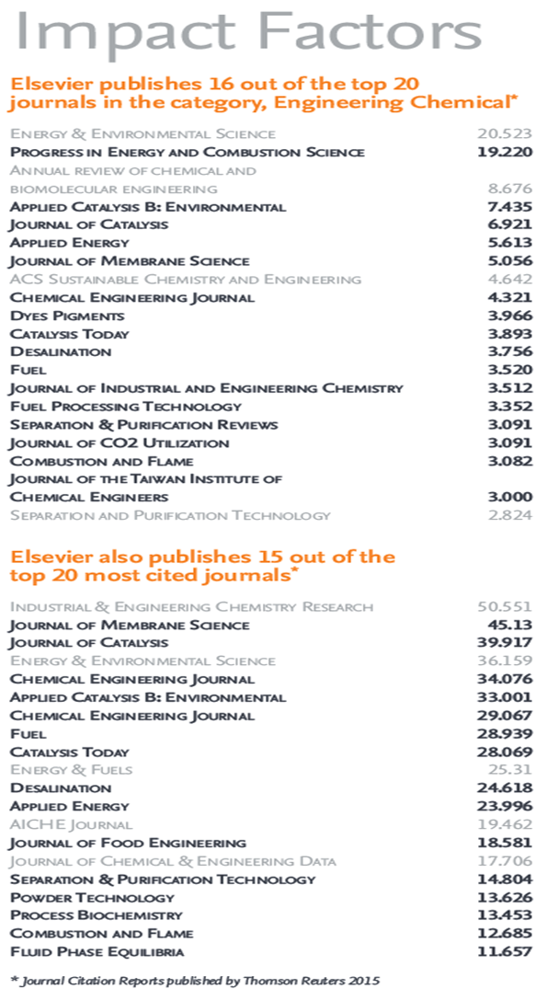 Impact Factors
Elsevier publishes 16 out of the top 20
journals in the category, Engineering Chemical*
Energy & Environmental Science 20.523
Progress in Energy and Combustion Science 19.220
Annual review of chemical and
biomolecular engineering 8.676
Applied Catalysis B: Environmental 7.435
Journal of Catalysis 6.921
Applied Energy 5.613
Journal of Membrane Science 5.056
ACS Sustainable Chemistry and Engineering 4.642
Chemical Engineering Journal 4.321
Dyes Pigments 3.966
Catalysis Today 3.893
Desalination 3.756
Fuel 3.520
Journal of Industrial and Engineering Chemistry 3.512
Fuel Processing Technology 3.352
Separation & Purification Reviews 3.091
Journal of CO2 Utilization 3.091
Combustion and Flame 3.082
Journal of the Taiwan Institute of
Chemical Engineers 3.000
Separation and Purification Technology 2.824
Elsevier also publishes 15 out of the
top 20 most cited journals*
Industrial & Engineering Chemistry Research 50.551
Journal of Membrane Science 45.13
Journal of Catalysis 39.917
Energy & Environmental Science 36.159
Chemical Engineering Journal 34.076
Applied Catalysis B: Environmental 33.001
Chemical Engineering Journal 29.067
Fuel 28.939
Catalysis Today 28.069
Energy & Fuels 25.31
Desalination 24.618
Applied Energy 23.996
AICHE Journal 19.462
Journal of Food Engineering 18.581
Journal of Chemical & Engineering Data 17.706
Separation & Purification Technology 14.804
Powder Technology 13.626
Process Biochemistry 13.453
Combustion and Flame 12.685
Fluid Phase Equilibria 11.657
* Journal Citation Reports published by Thomson Reuters 2015